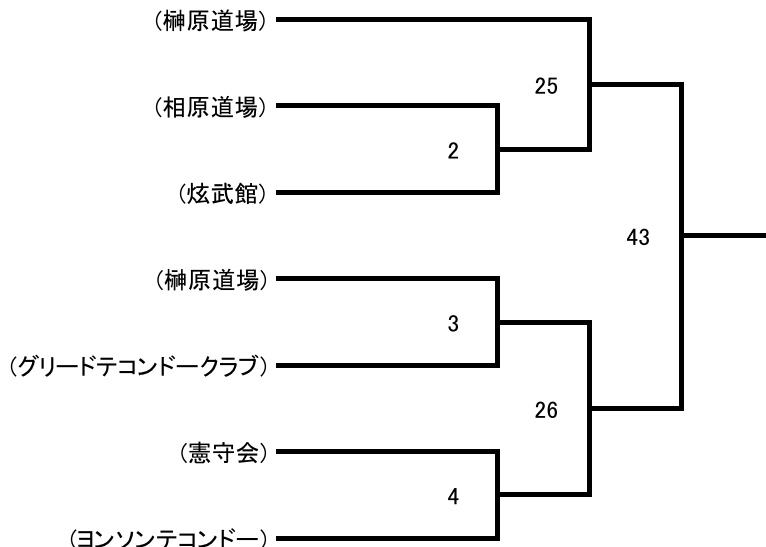 (榊原道場)
25
(相原道場)
2
(炫武館)
43
(榊原道場)
3
(グリードテコンドークラブ)
26
(憲守会)
4
(ヨンソンテコンドー)